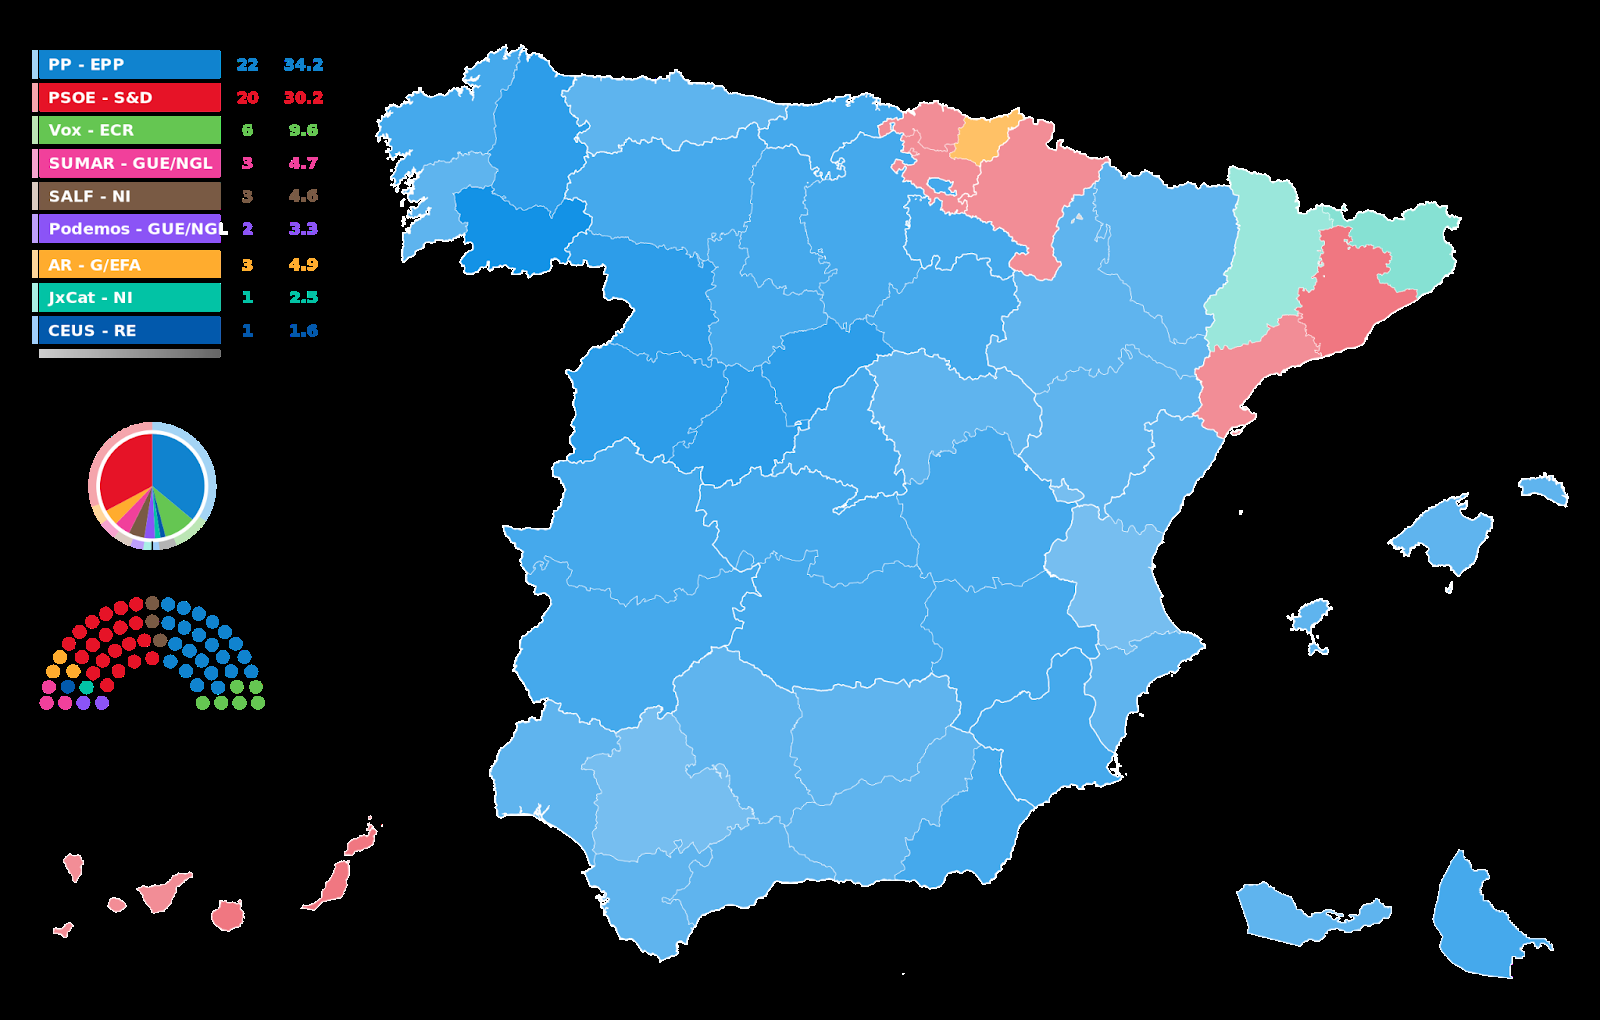 PP - EPP 22 34.2
PSOE - S&D 20 30.2
Vox - ECR 6 9.6
SUMAR - GUE/NGL 3 4.7
SALF - NI 3 4.6
Podemos - GUE/NGL 2 3.3
AR - G/EFA 3 4.9
JxCat - NI 1 2.5
CEUS - RE 1 1.6